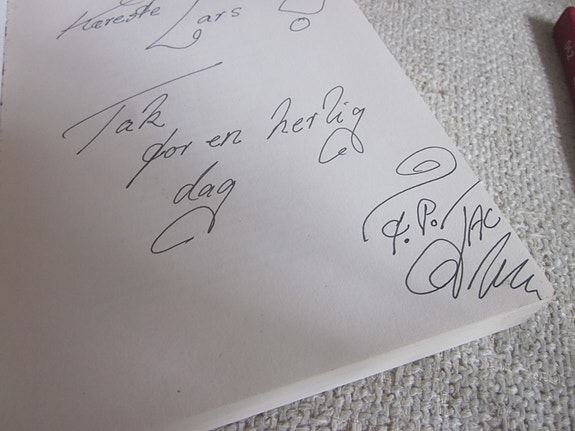 Kæreste Lars !
Tak
for en herlig
dag